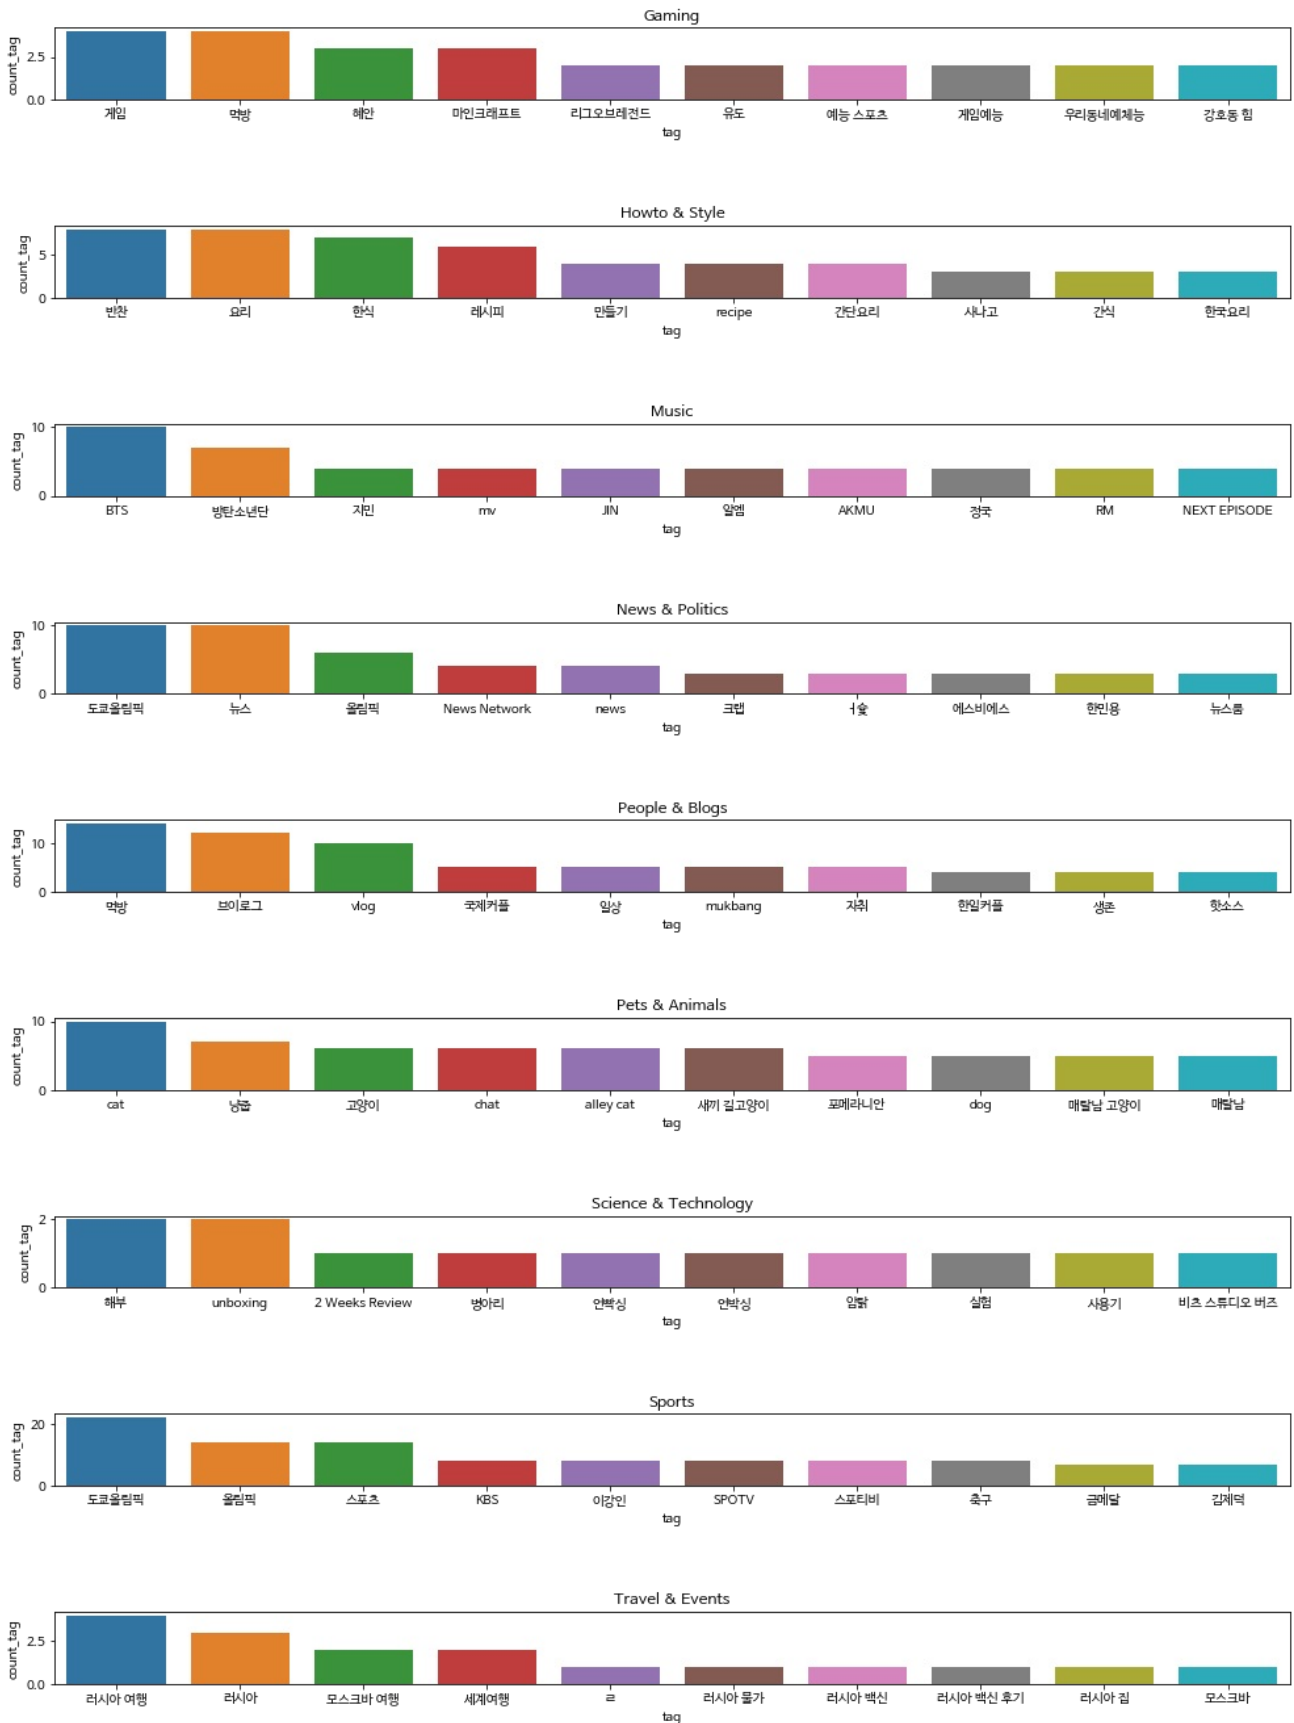 Gaming
count_tag
2.5
0.0
게임 먹방 혜안 마인크래프트 리그오브레전드 유도 예능 스포츠 게임예능 우리동네예체능 강호동 힘
tag
Howto & Style
count_tag
5
0
반찬 요리 한식 레시피 만들기 recipe 간단요리 사나고 간식 한국요리
tag
Music
count_tag
10
0
BTS 방탄소년단 지민 mv JIN 알엠 AKMU 정국 RM NEXT EPISODE
tag
News & Politics
count_tag
10
0
도쿄올림픽 뉴스 올림픽 News Network news 크랩 에스비에스 한민용 뉴스룸
tag
People & Blogs
count_tag
10
0
먹방 브이로그 vlog 국제커플 일상 mukbang 자취 한일커플 생존 핫소스
tag
Pets & Animals
count_tag
10
0
cat 냥줍 고양이 chat alley cat 새끼 길고양이 포메라니안 dog 매탈남 고양이 매탈남
tag
Science & Technology
count_tag
2
0
해부 unboxing 2 Weeks Review 병아리 언박싱 언박싱 암탉 실험 사용기 비츠 스튜디오 버즈
tag
Sports
count_tag
20
0
도쿄올림픽 올림픽 스포츠 KBS 이강인 SPOTV 스포티비 축구 금메달 김제덕
tag
Travel & Events
count_tag
2.5
0.0
러시아 여행 러시아 모스크바 여행 세계여행 ㄹ 러시아 물가 러시아 백신 러시아 백신 후기 러시아 집 모스크바
tag